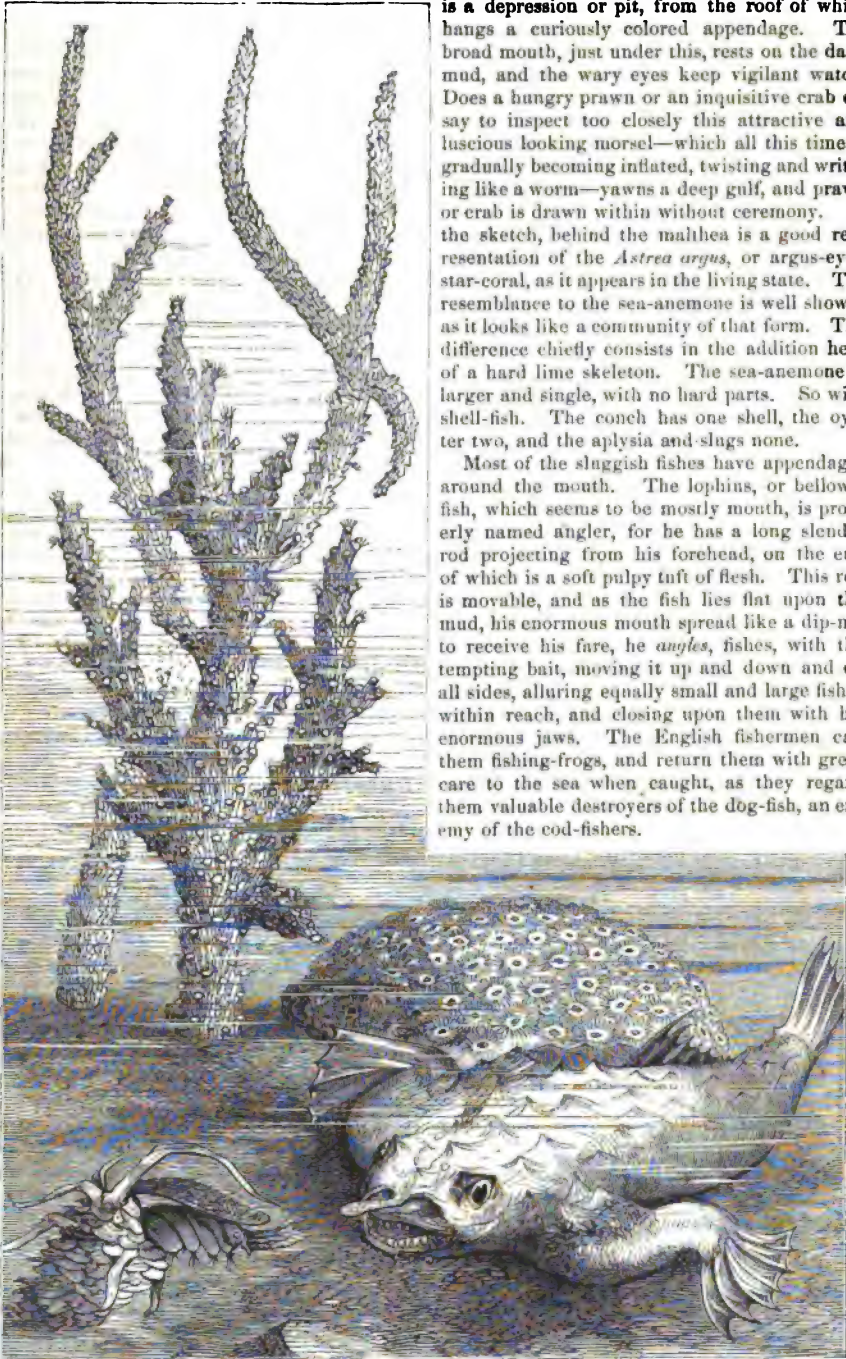 is a depression or pit, from the roof of whi
hangs a curiously colored appendage. T
broad mouth, just under this, rests on the da
mud, and the wary eyes keep vigilant wate
Does a hungry prawn or an inquisitive crab e
say to inspect too closely this attractive a
luscious looking morsel—which all this time
gradually becoming inflated, twisting and writ
ing like a worm—yawns a deep gulf, and praw
or crab is drawn within without ceremony.
the sketch, behind the malthea is a good re
resentation of the Astrea argus, or argus-ey
star-coral, as it appears in the living state. T
resemblance to the sea-anemone is well show
as it looks like a community of that form. T
difference chiefly consists in the addition he
of a hard lime skeleton. The sea-anemone
larger and single, with no hard parts. So wi
shell-fish. The conch has one shell, the oy
ter two, and the aplysia and slugs none.
Most of the sluggish fishes have appendag
around the mouth. The lophius, or bellow
fish, which seems to be mostly mouth, is pro
erly named angler, for he has a long slend
rod projecting from his forehead, on the e
of which is a soft pulpy tuft of flesh. This r
is movable, and as the fish lies flat upon t
mud, his enormous mouth spread like a dip-n
to receive his fare, he angles, fishes, with t
tempting bait, moving it up and down and o
all sides, alluring equally small and large fish
within reach, and closing upon them with h
enormous jaws. The English fishermen ca
them fishing-frogs, and return them with gre
care to the sea when caught, as they rega
them valuable destroyers of the dog-fish, an e
emy of the cod-fishers.